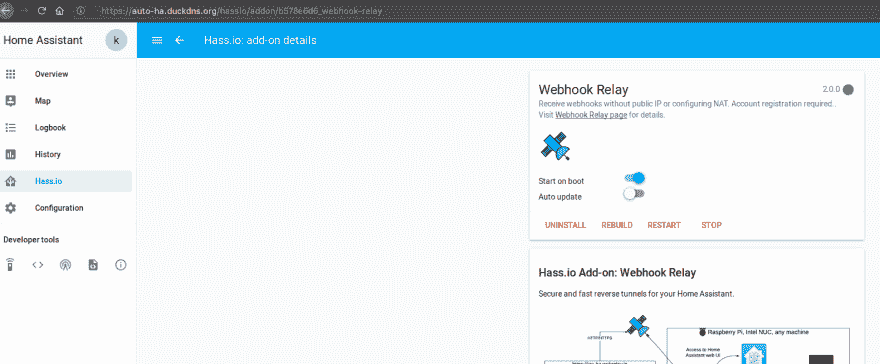 https://auto-ha.duckdns.org/hassio/addon/b578e6d6_webhook-relay
Home Assistant
k
Hass.io: add-on details
Overview
Map
Logbook
History
Hass.io
Configuration
Developer tools
Webhook Relay
2.0.0
Receive webhooks without public IP or configuring NAT. Account registration required..
Visit Webhook Relay page for details.
Start on boot
Auto update
UNINSTALL
REBUILD
RESTART
STOP
Hass.io Add-on: Webhook Relay
Secure and fast reverse tunnels for your Home Assistant.
Raspberry Pi, Intel NUC, any machine
Access to Home
Assistant web UI